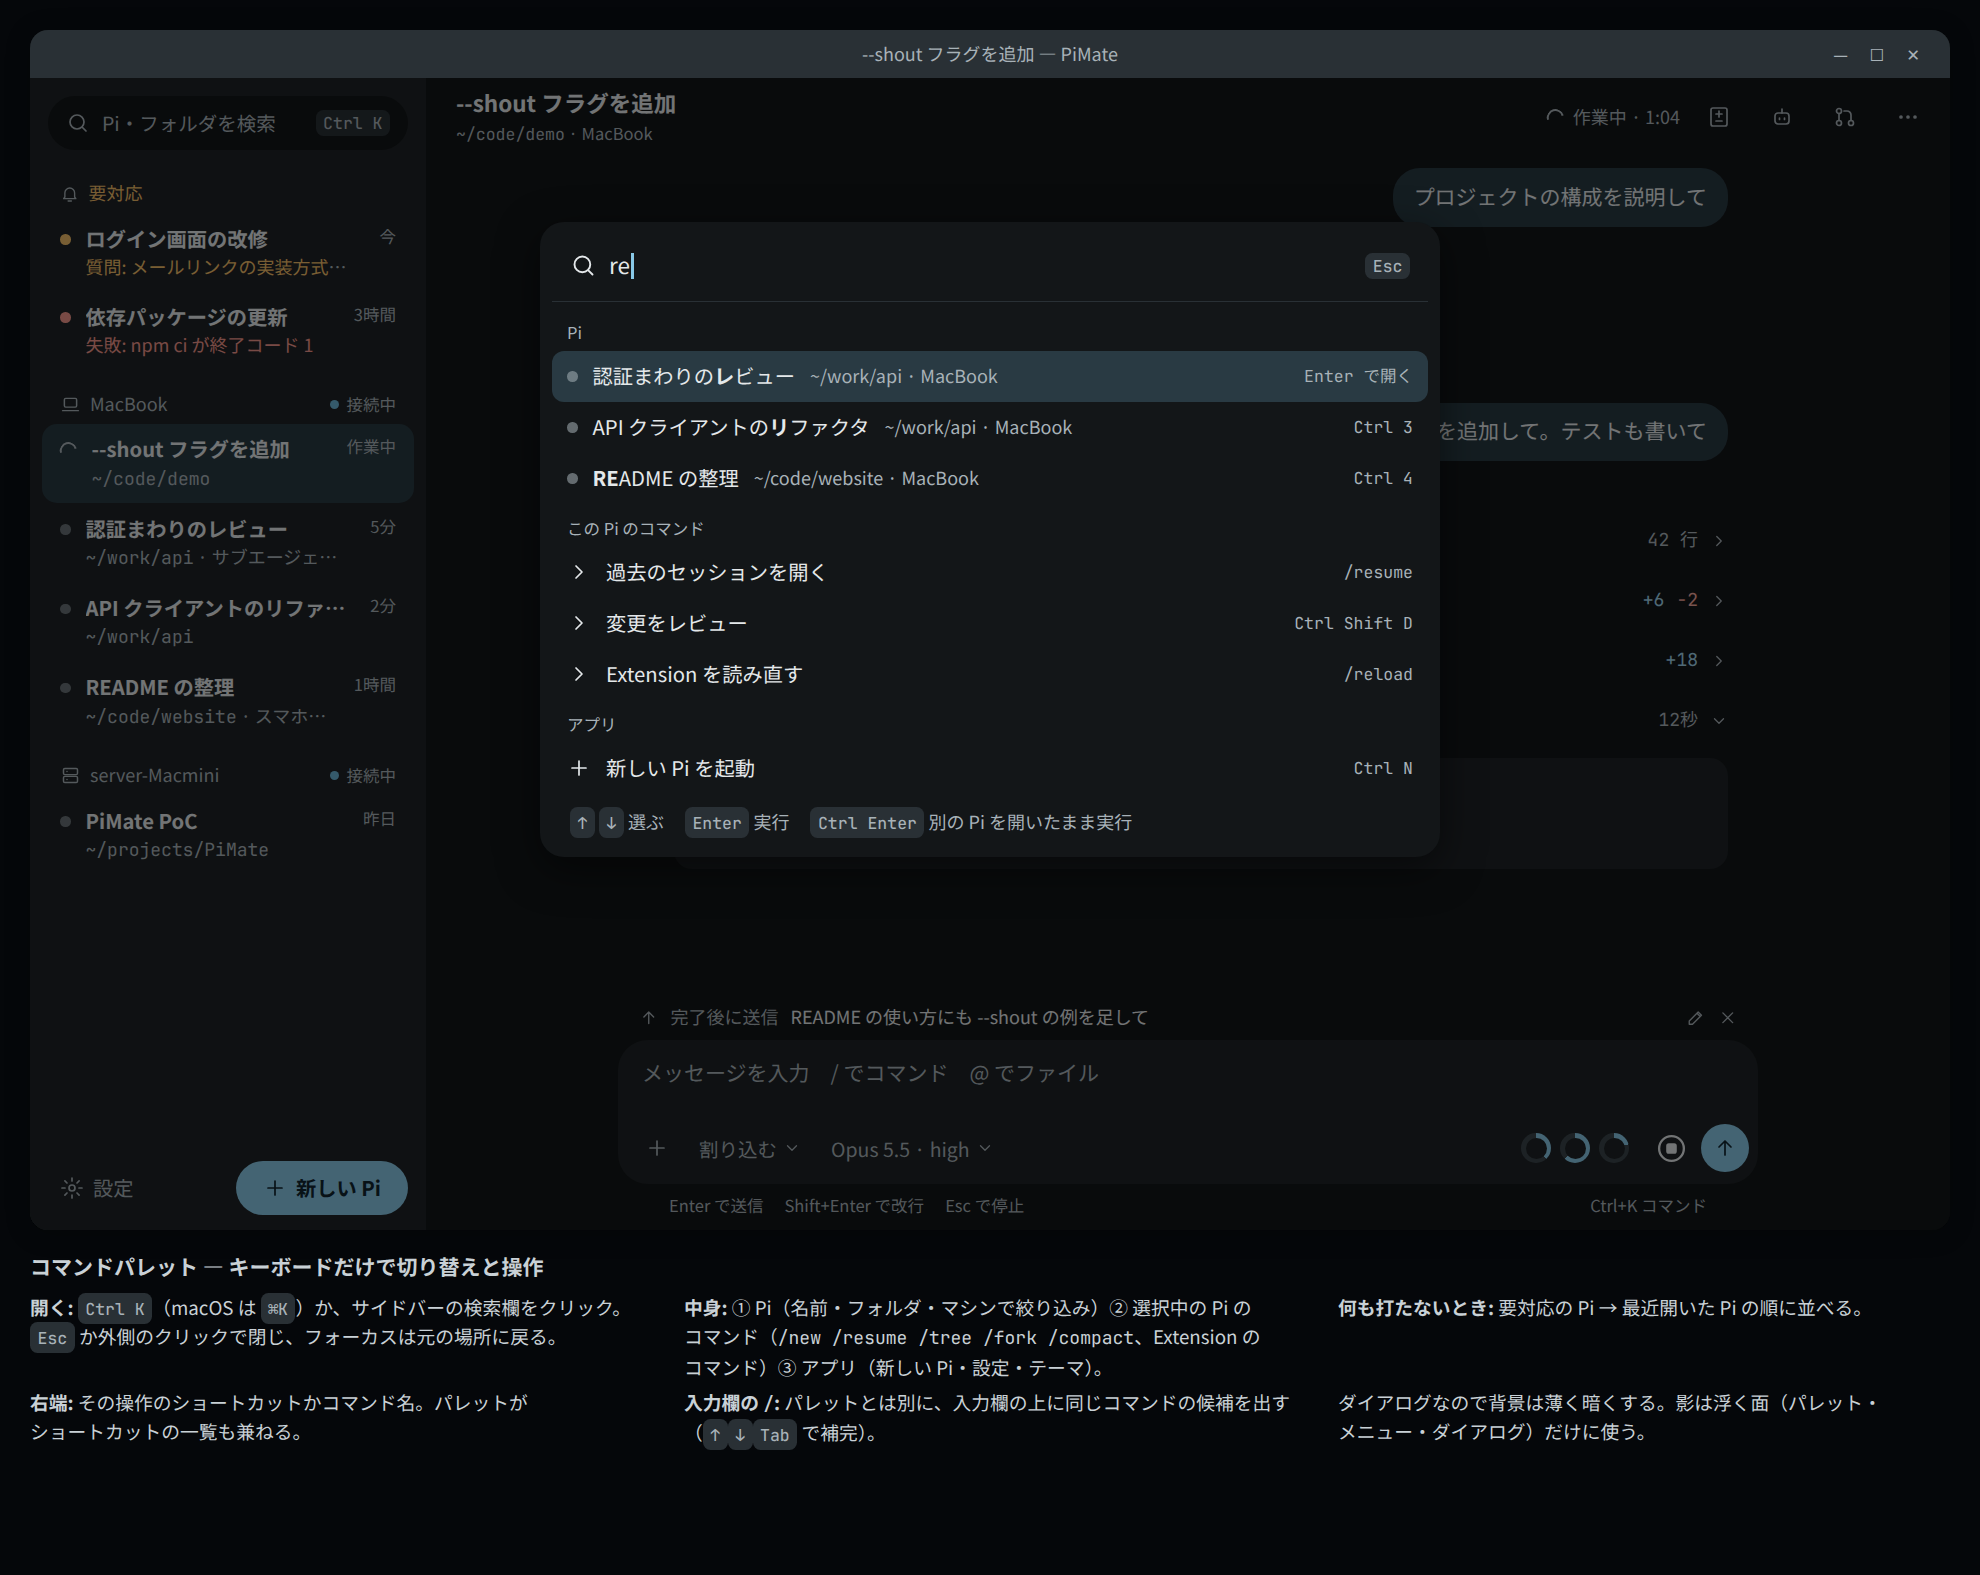 --shout フラグを追加 — PiMate
Pi・フォルダを検索 Ctrl K
要対応
ログイン画面の改修 今
質問: メールリンクの実装方式…
依存パッケージの更新 3時間
失敗: npm ci が終了コード 1
MacBook 接続中
--shout フラグを追加 作業中
~/code/demo
認証まわりのレビュー 5分
~/work/api · サブエージェ…
API クライアントのリファ… 2分
~/work/api
README の整理 1時間
~/code/website · スマホ…
server-Macmini 接続中
PiMate PoC 昨日
~/projects/PiMate
設定 新しい Pi
--shout フラグを追加
~/code/demo · MacBook
作業中 · 1:04
プロジェクトの構成を説明して
を追加して。テストも書いて
42 行
+6 -2
+18
12秒
re Esc
Pi
認証まわりのレビュー ~/work/api · MacBook Enter で開く
API クライアントのリファクタ ~/work/api · MacBook Ctrl 3
README の整理 ~/code/website · MacBook Ctrl 4
この Pi のコマンド
過去のセッションを開く /resume
変更をレビュー Ctrl Shift D
Extension を読み直す /reload
アプリ
新しい Pi を起動 Ctrl N
↑ ↓ 選ぶ Enter 実行 Ctrl Enter 別の Pi を開いたまま実行
完了後に送信 README の使い方にも --shout の例を足して
メッセージを入力 / でコマンド @ でファイル
割り込む Opus 5.5 · high
Enter で送信 Shift+Enter で改行 Esc で停止 Ctrl+K コマンド
コマンドパレット — キーボードだけで切り替えと操作
開く: Ctrl K（macOS は ⌘K）か、サイドバーの検索欄をクリック。
Esc か外側のクリックで閉じ、フォーカスは元の場所に戻る。
中身: ① Pi（名前・フォルダ・マシンで絞り込み）② 選択中の Pi の
コマンド（/new /resume /tree /fork /compact、Extension の
コマンド）③ アプリ（新しい Pi・設定・テーマ）。
何も打たないとき: 要対応の Pi → 最近開いた Pi の順に並べる。
右端: その操作のショートカットかコマンド名。パレットが
ショートカットの一覧も兼ねる。
入力欄の /: パレットとは別に、入力欄の上に同じコマンドの候補を出す
（↑ ↓ Tab で補完）。
ダイアログなので背景は薄く暗くする。影は浮く面（パレット・
メニュー・ダイアログ）だけに使う。